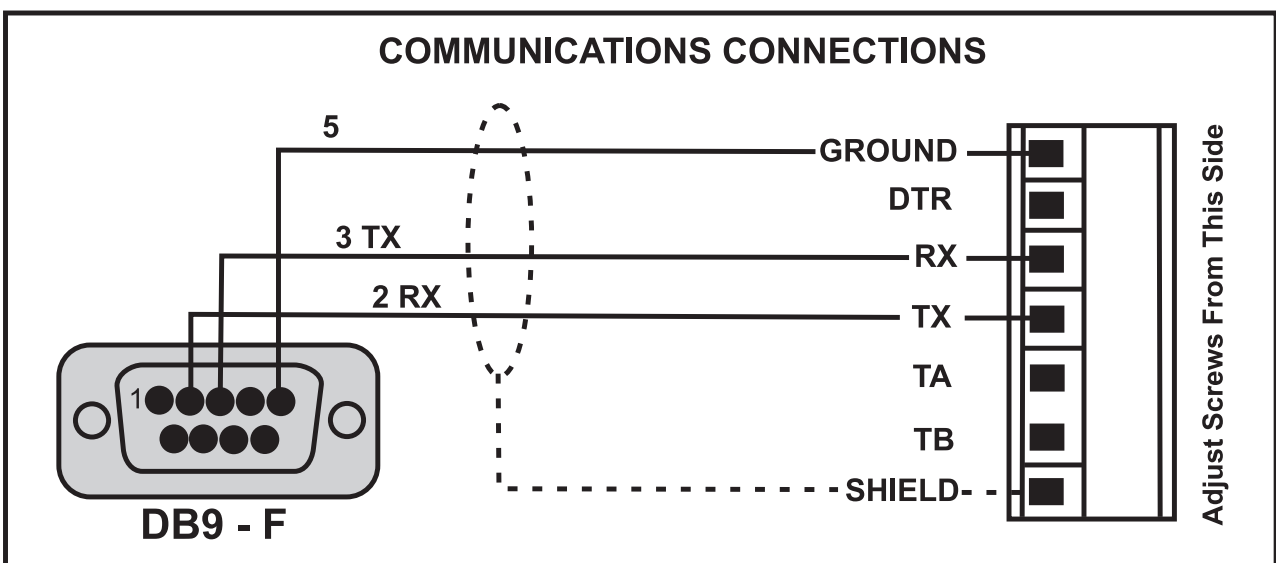 COMMUNICATIONS CONNECTIONS
5
GROUND
DTR
3 TX
RX
2 RX
TX
TA
TB
SHIELD
1
DB9 - F
Adjust Screws From This Side